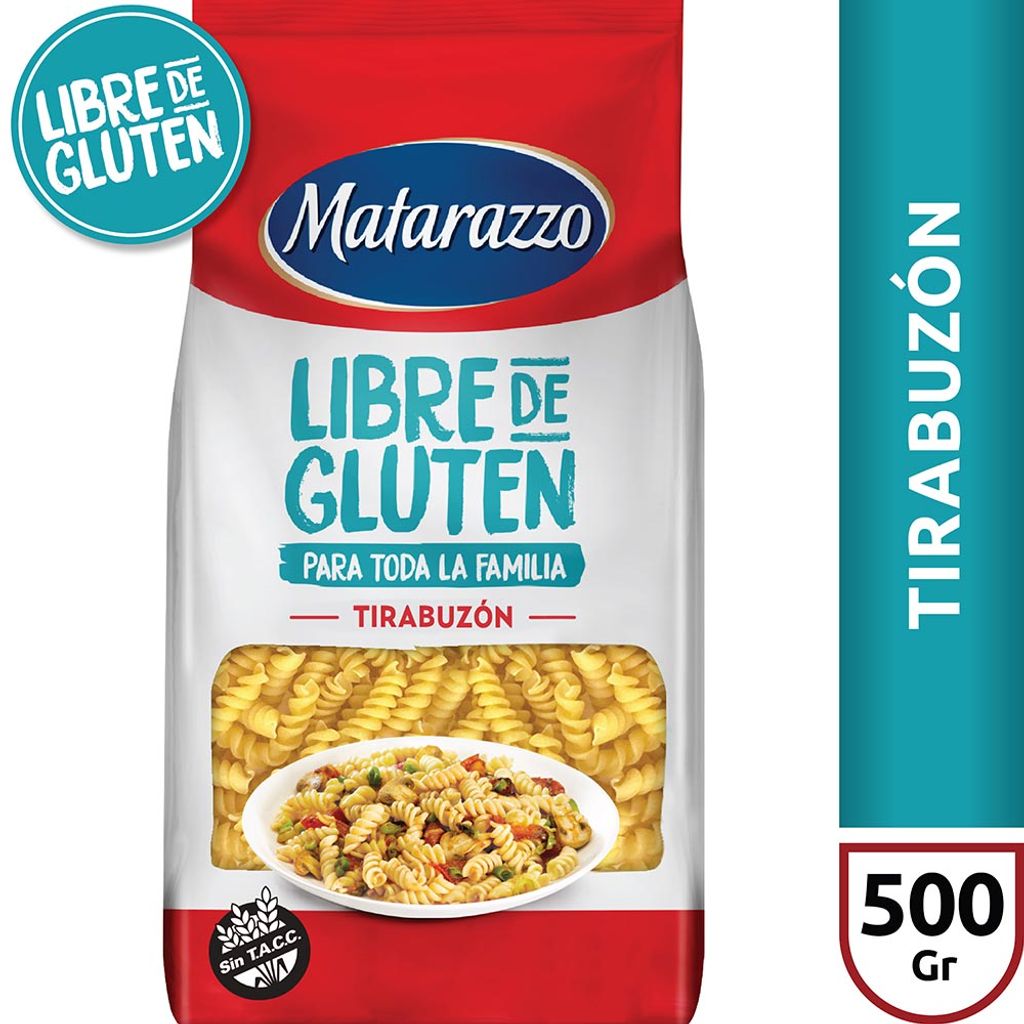 LIBRE DE
GLUTEN
Matarazzo
LIBRE DE
GLUTEN
PARA TODA LA FAMILIA
TIRABUZÓN
Sin T.A.C.C.
TIRABUZÓN
500
Gr